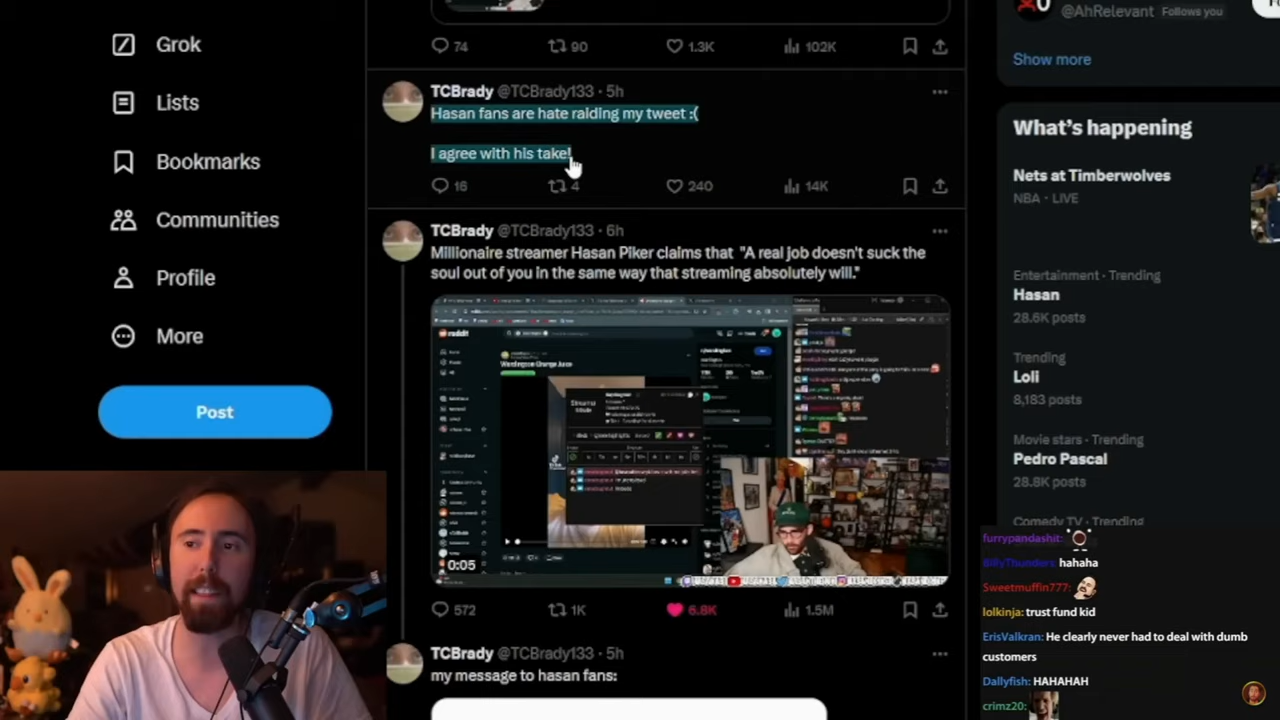 Grok
Lists
Bookmarks
Communities
Profile
More
Post
74
90
1.3K
102K
TCBrady @TCBrady133 · 5h
Hasan fans are hate raiding my tweet :(
I agree with his take!
16
4
240
14K
TCBrady @TCBrady133 · 6h
Millionaire streamer Hasan Piker claims that "A real job doesn't suck the
soul out of you in the same way that streaming absolutely will."
reddit
0:05
572
1K
6.8K
1.5M
TCBrady @TCBrady133 · 5h
my message to hasan fans:
@AhRelevant Follows you
Show more
What's happening
Nets at Timberwolves
NBA · LIVE
Entertainment · Trending
Hasan
28.6K posts
Trending
Loli
8,183 posts
Movie stars · Trending
Pedro Pascal
28.8K posts
Comedy TV · Trending
furrypandashit:
BillyThunders: hahaha
Sweetmuffin777:
lolkinja: trust fund kid
ErisValkran: He clearly never had to deal with dumb
customers
Dallyfish: HAHAHAH
crimz20: